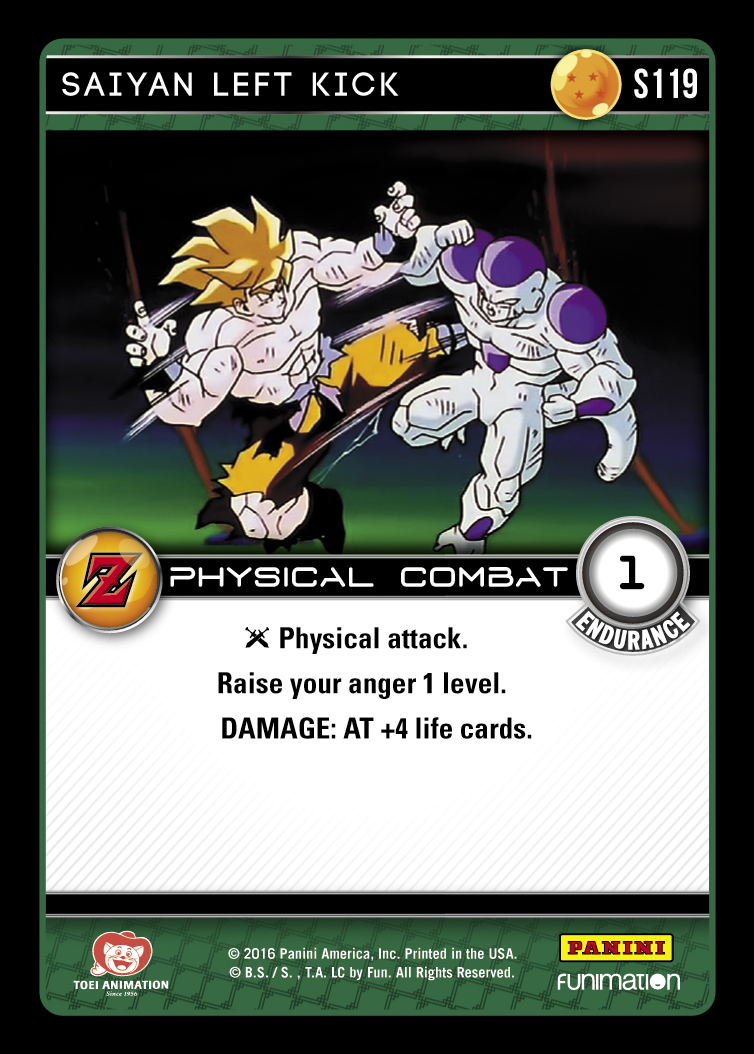 SAIYAN LEFT KICK S119
Z PHYSICAL COMBAT 1
ENDURANCE
Physical attack.
Raise your anger 1 level.
DAMAGE: AT +4 life cards.
TOEI ANIMATION
Since 1956
© 2016 Panini America, Inc. Printed in the USA.
© B.S. / S. , T.A. LC by Fun. All Rights Reserved.
PANINI
FUNIMATION